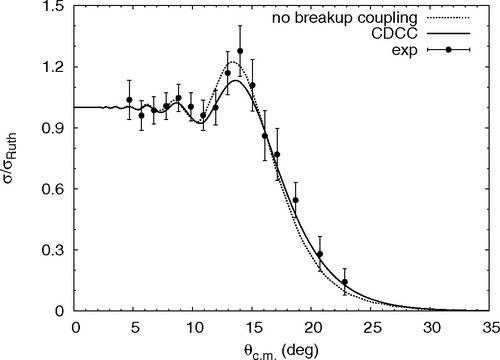 1.5
1.2
0.9
0.6
0.3
0
σ/σRuth
no breakup coupling
CDCC
exp
0 5 10 15 20 25 30 35
θc.m. (deg)